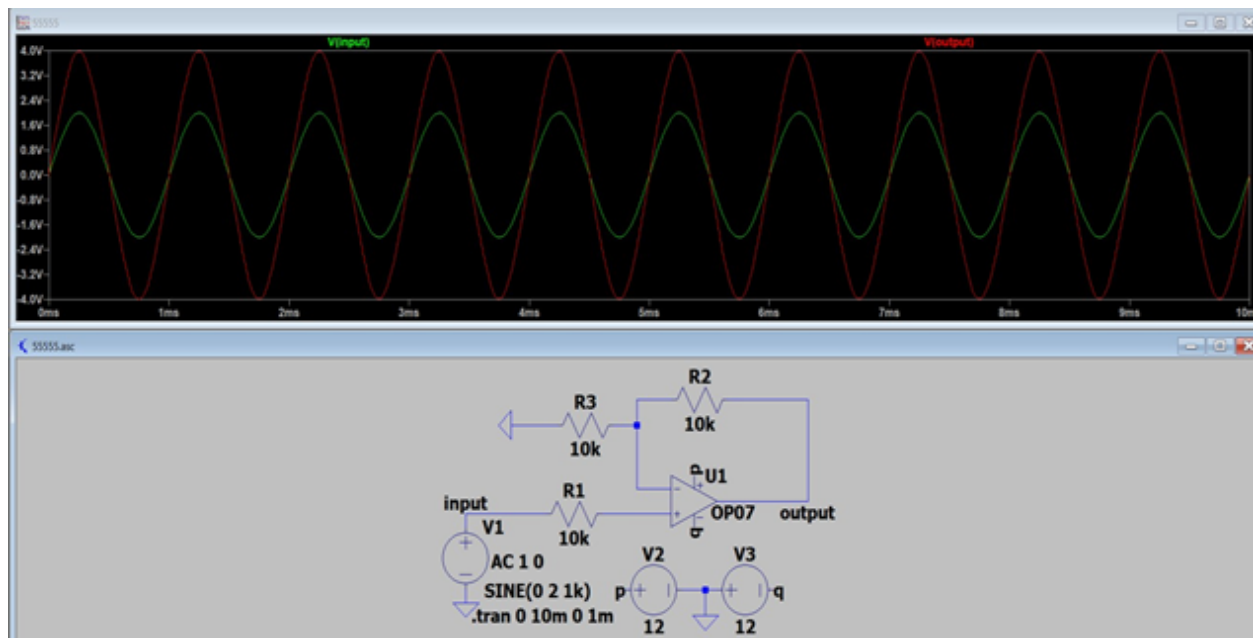 55555
V(input) V(output)
4.0V
3.2V
2.4V
1.6V
0.8V
0.0V
-0.8V
-1.6V
-2.4V
-3.2V
-4.0V
0ms 1ms 2ms 3ms 4ms 5ms 6ms 7ms 8ms 9ms 10m
55555.asc
R2
10k
R3
10k
p
U1
OP07
q
output
input
R1
10k
V1
AC 1 0
SINE(0 2 1k)
.tran 0 10m 0 1m
V2 V3
p q
12 12